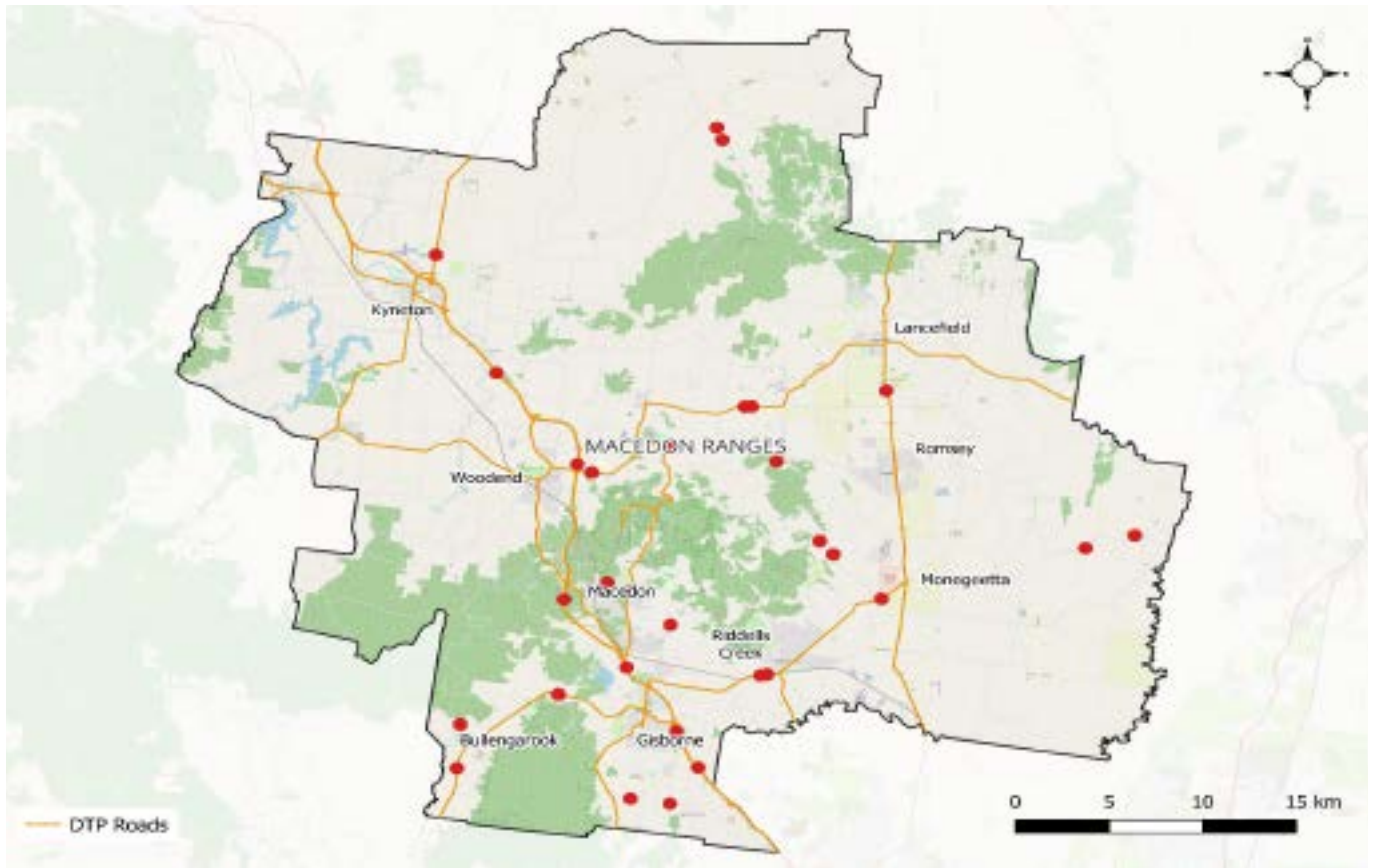 Kyneton
Lancefield
MACEDON RANGES
Romsey
Woodend
Monegeetta
Macedon
Riddells
Creek
Bullengarook
Gisborne
0 5 10 15 km
DTP Roads